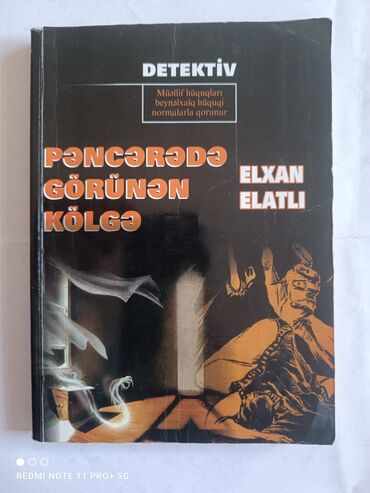 DETEKTİV
Müəllif hüquqları
beynəlxalq hüquqi
normalarla qorunur
PƏNCƏRƏDƏ
GÖRÜNƏN
KÖLGƏ
ELXAN
ELATLI
REDMI NOTE 11 PRO+ 5G